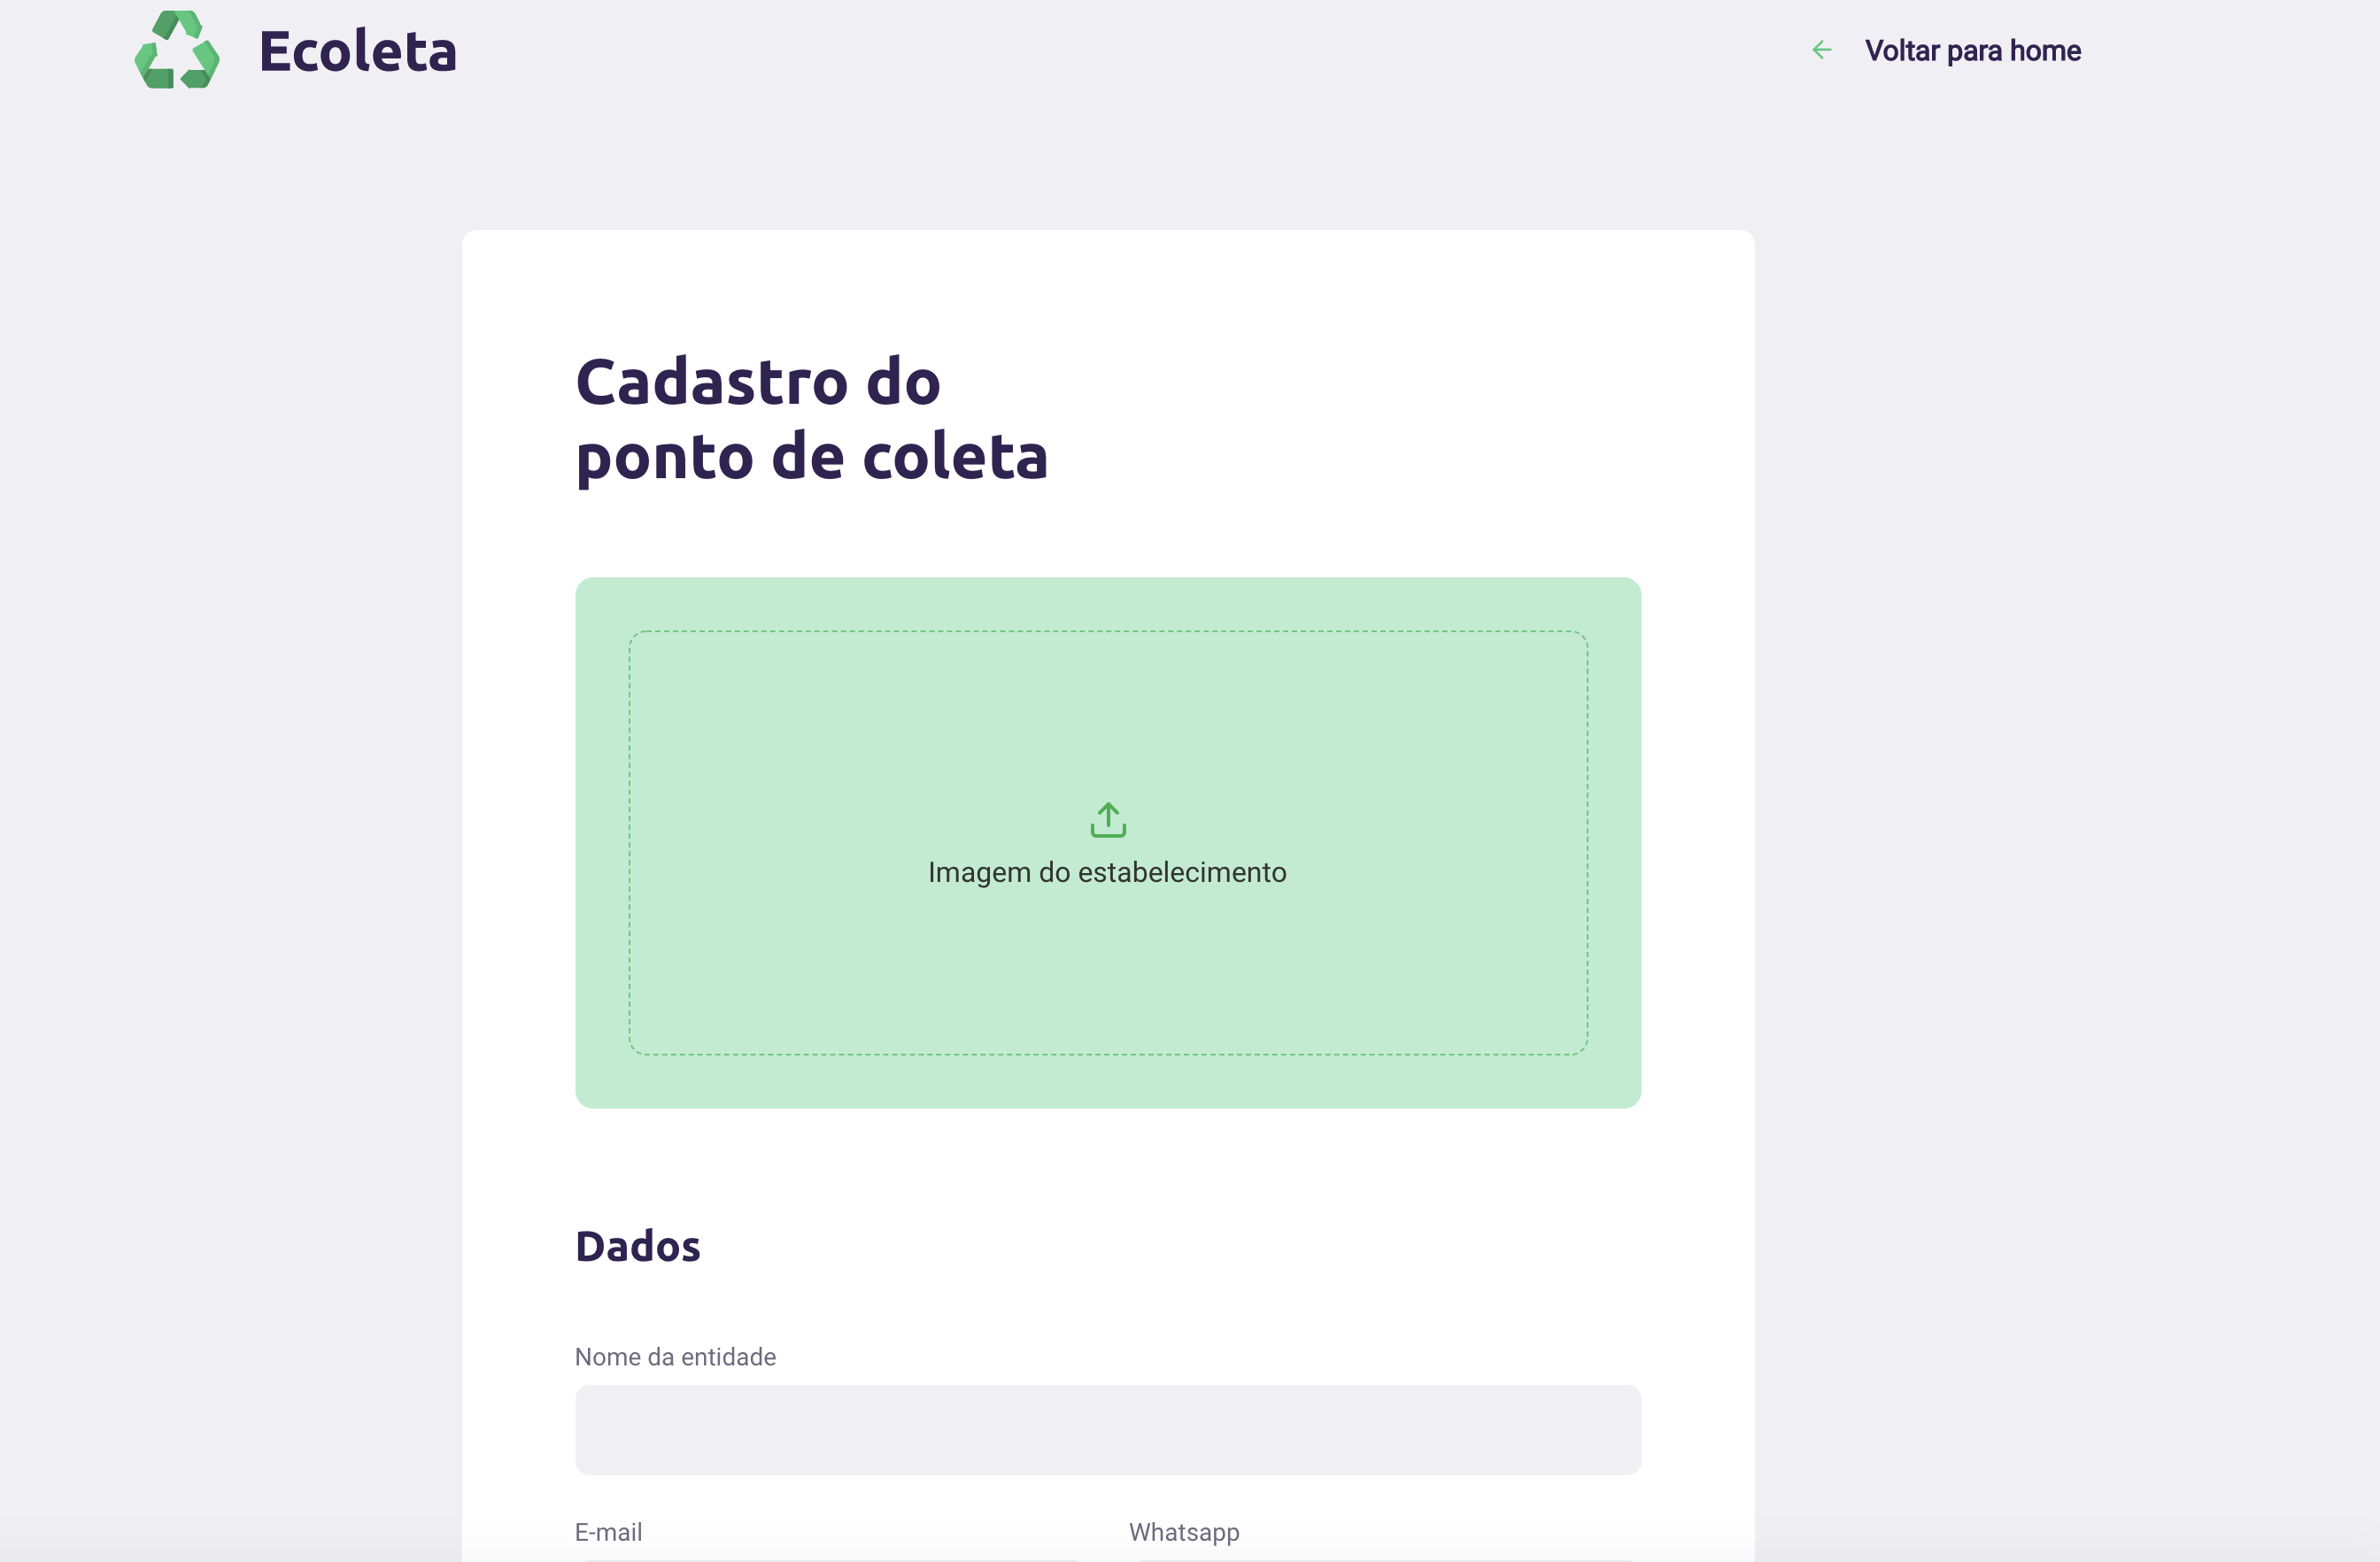 Ecoleta
Voltar para home
Cadastro do
ponto de coleta
Imagem do estabelecimento
Dados
Nome da entidade
E-mail
Whatsapp